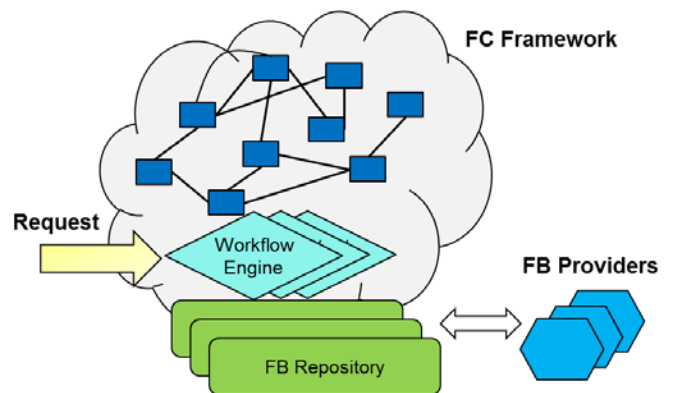 FC Framework
Request
Workflow
Engine
FB Providers
FB Repository